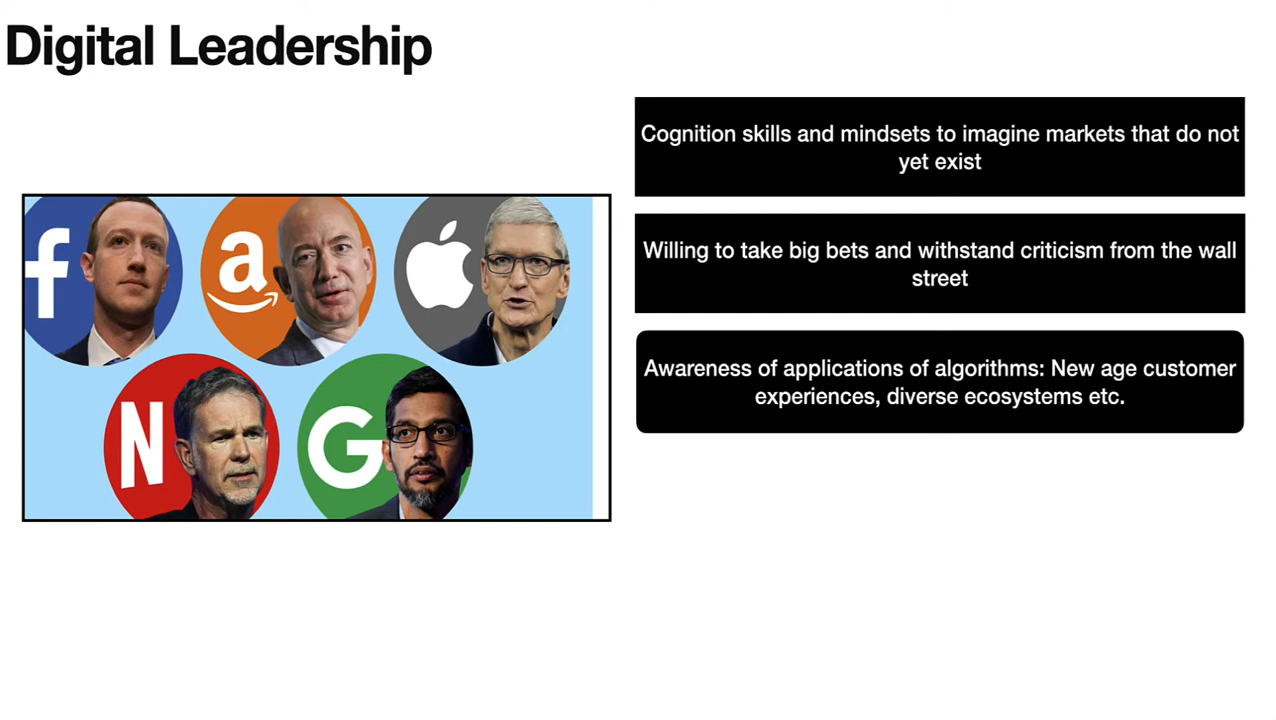 Digital Leadership
Cognition skills and mindsets to imagine markets that do not
yet exist
Willing to take big bets and withstand criticism from the wall
street
Awareness of applications of algorithms: New age customer
experiences, diverse ecosystems etc.
f
a
N
G